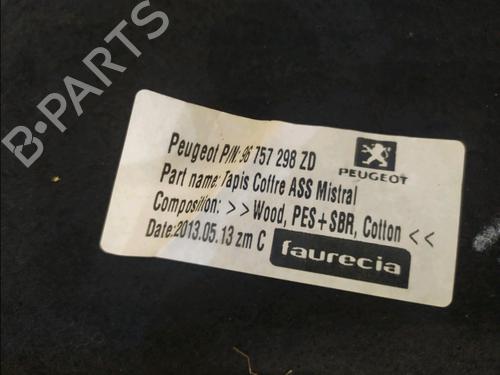 B-PARTS
Peugeot P/N: 96 757 298 ZD
PEUGEOT
Part name: Tapis Coffre ASS Mistral
Composition: >>Wood, PES+SBR, Cotton <<
Date:2013.05.13 zm C
faurecia